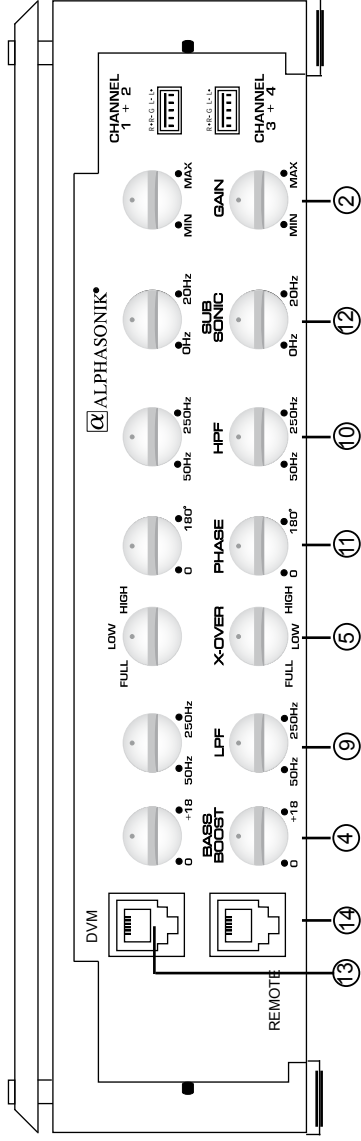 DVM
REMOTE
α ALPHASONIK
CHANNEL
1 + 2
R+R- G L- L+
R+R- G L- L+
CHANNEL
3 + 4
0 +18
50Hz 250Hz
FULL LOW HIGH
0 180°
50Hz 250Hz
0Hz 20Hz
MIN MAX
BASS
BOOST
LPF
X-OVER
PHASE
HPF
SUB
SONIC
GAIN
0 +18
50Hz 250Hz
FULL LOW HIGH
0 180°
50Hz 250Hz
0Hz 20Hz
MIN MAX
13 14 4 9 5 11 10 12 2